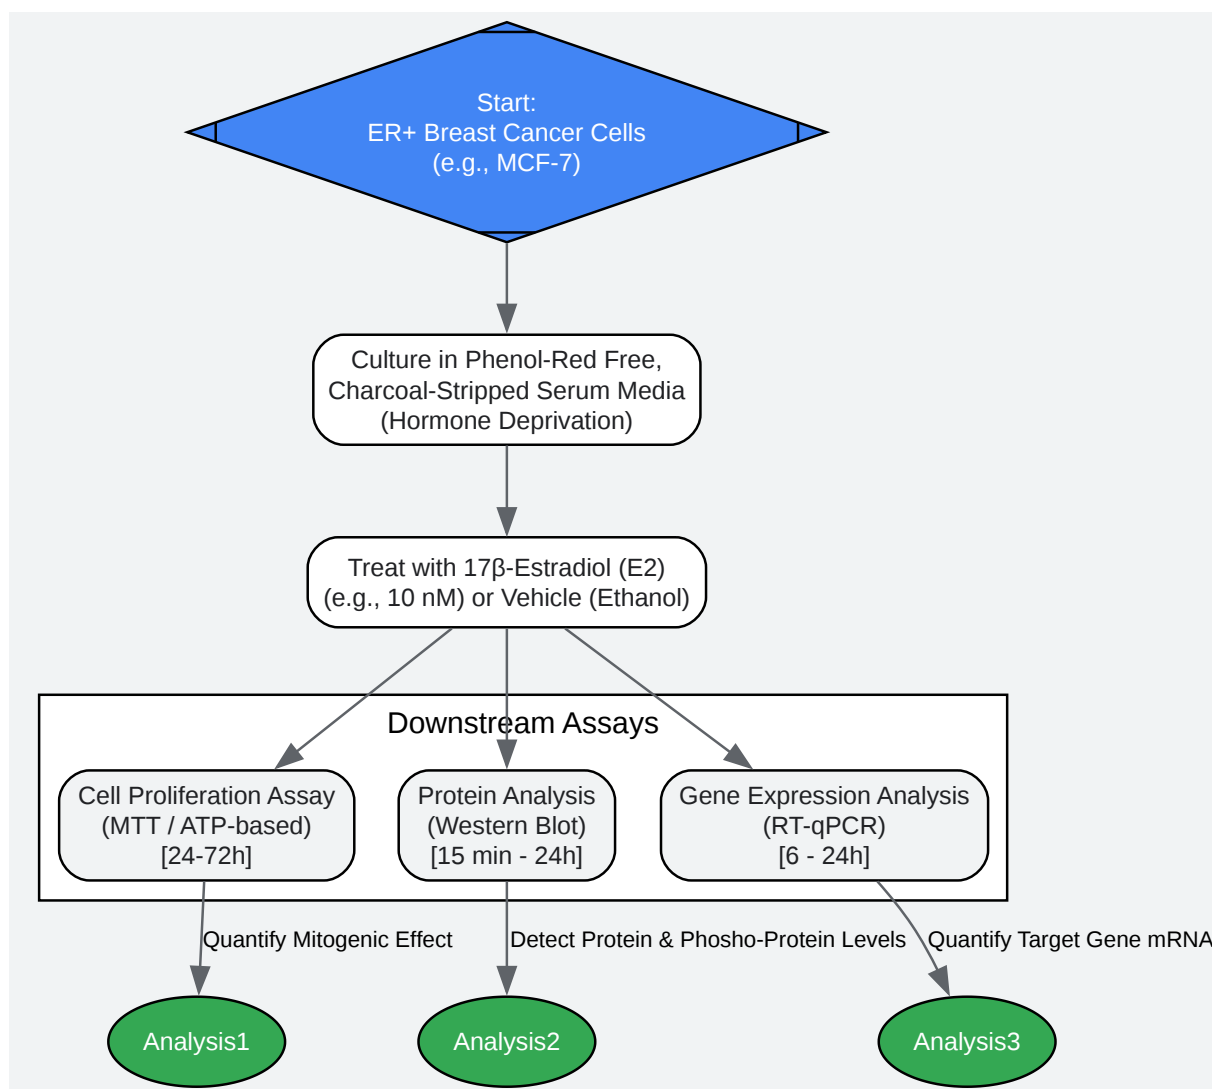 Start:
ER+ Breast Cancer Cells
(e.g., MCF-7)
Culture in Phenol-Red Free,
Charcoal-Stripped Serum Media
(Hormone Deprivation)
Treat with 17β-Estradiol (E2)
(e.g., 10 nM) or Vehicle (Ethanol)
Downstream Assays
Cell Proliferation Assay
(MTT / ATP-based)
[24-72h]
Protein Analysis
(Western Blot)
[15 min - 24h]
Gene Expression Analysis
(RT-qPCR)
[6 - 24h]
Quantify Mitogenic Effect
Detect Protein & Phosho-Protein Levels
Quantify Target Gene mRNA
Analysis1
Analysis2
Analysis3